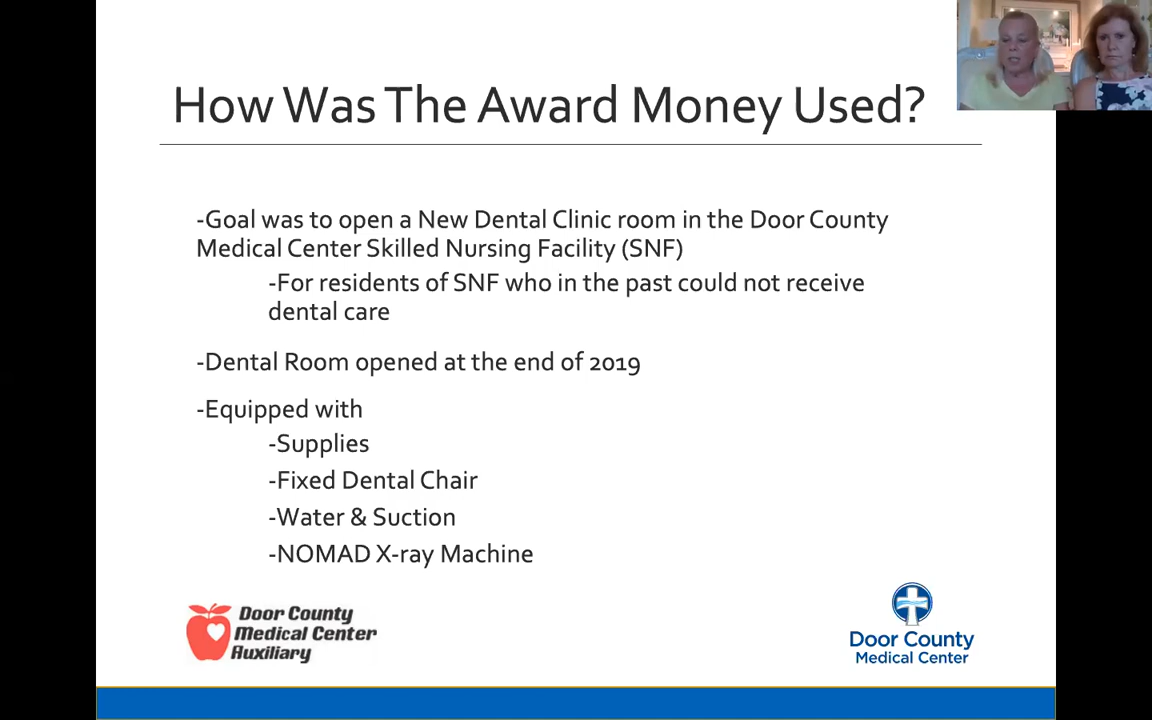 How Was The Award Money Used?
-Goal was to open a New Dental Clinic room in the Door County
Medical Center Skilled Nursing Facility (SNF)
-For residents of SNF who in the past could not receive
dental care
-Dental Room opened at the end of 2019
-Equipped with
-Supplies
-Fixed Dental Chair
-Water & Suction
-NOMAD X-ray Machine
Door County
Medical Center
Auxiliary
Door County
Medical Center